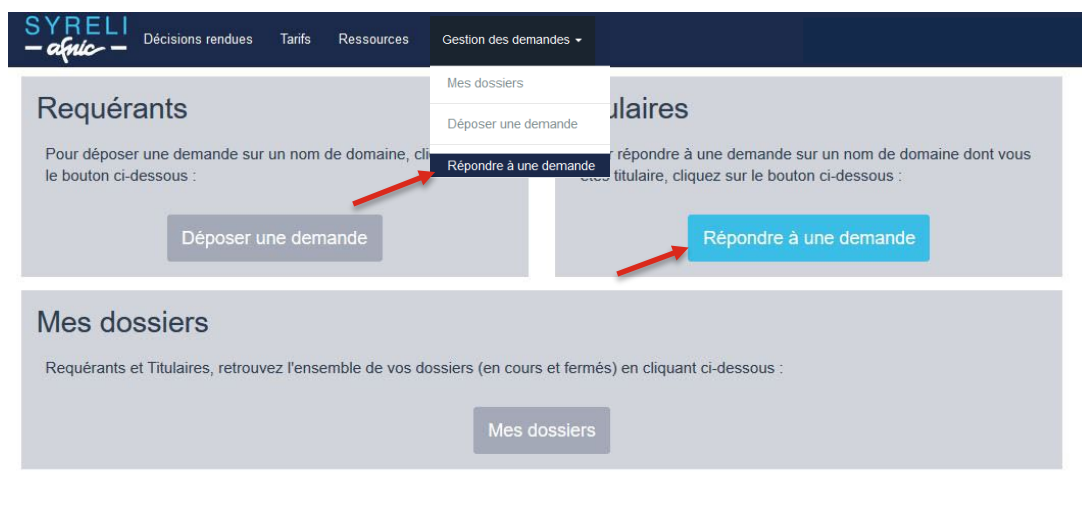 SYRELI
afnic
Décisions rendues Tarifs Ressources Gestion des demandes
Mes dossiers
Déposer une demande
Répondre à une demande
Requérants
Pour déposer une demande sur un nom de domaine,
le bouton ci-dessous :
Déposer une demande
répondre à une demande sur un nom de domaine dont vous
titulaire, cliquez sur le bouton ci-dessous :
Répondre à une demande
Mes dossiers
Requérants et Titulaires, retrouvez l'ensemble de vos dossiers (en cours et fermés) en cliquant ci-dessous :
Mes dossiers